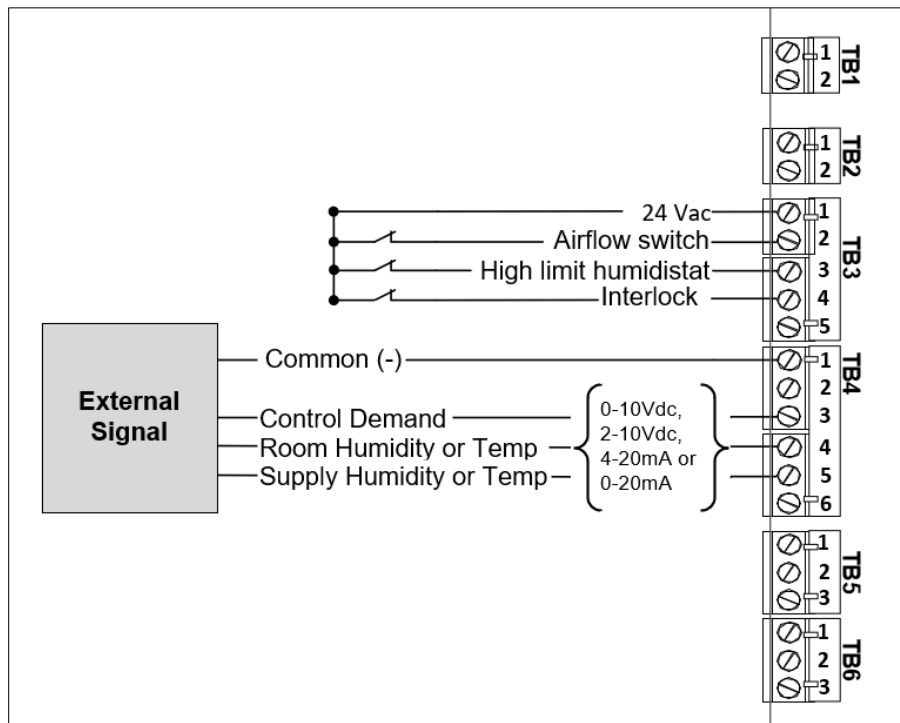 1
2
TB1
1
2
TB2
24 Vac
Airflow switch
High limit humidistat
Interlock
1
2
3
4
5
TB3
External
Signal
Common (-)
Control Demand
Room Humidity or Temp
Supply Humidity or Temp
0-10Vdc,
2-10Vdc,
4-20mA or
0-20mA
1
2
3
4
5
6
TB4
1
2
3
TB5
1
2
3
TB6